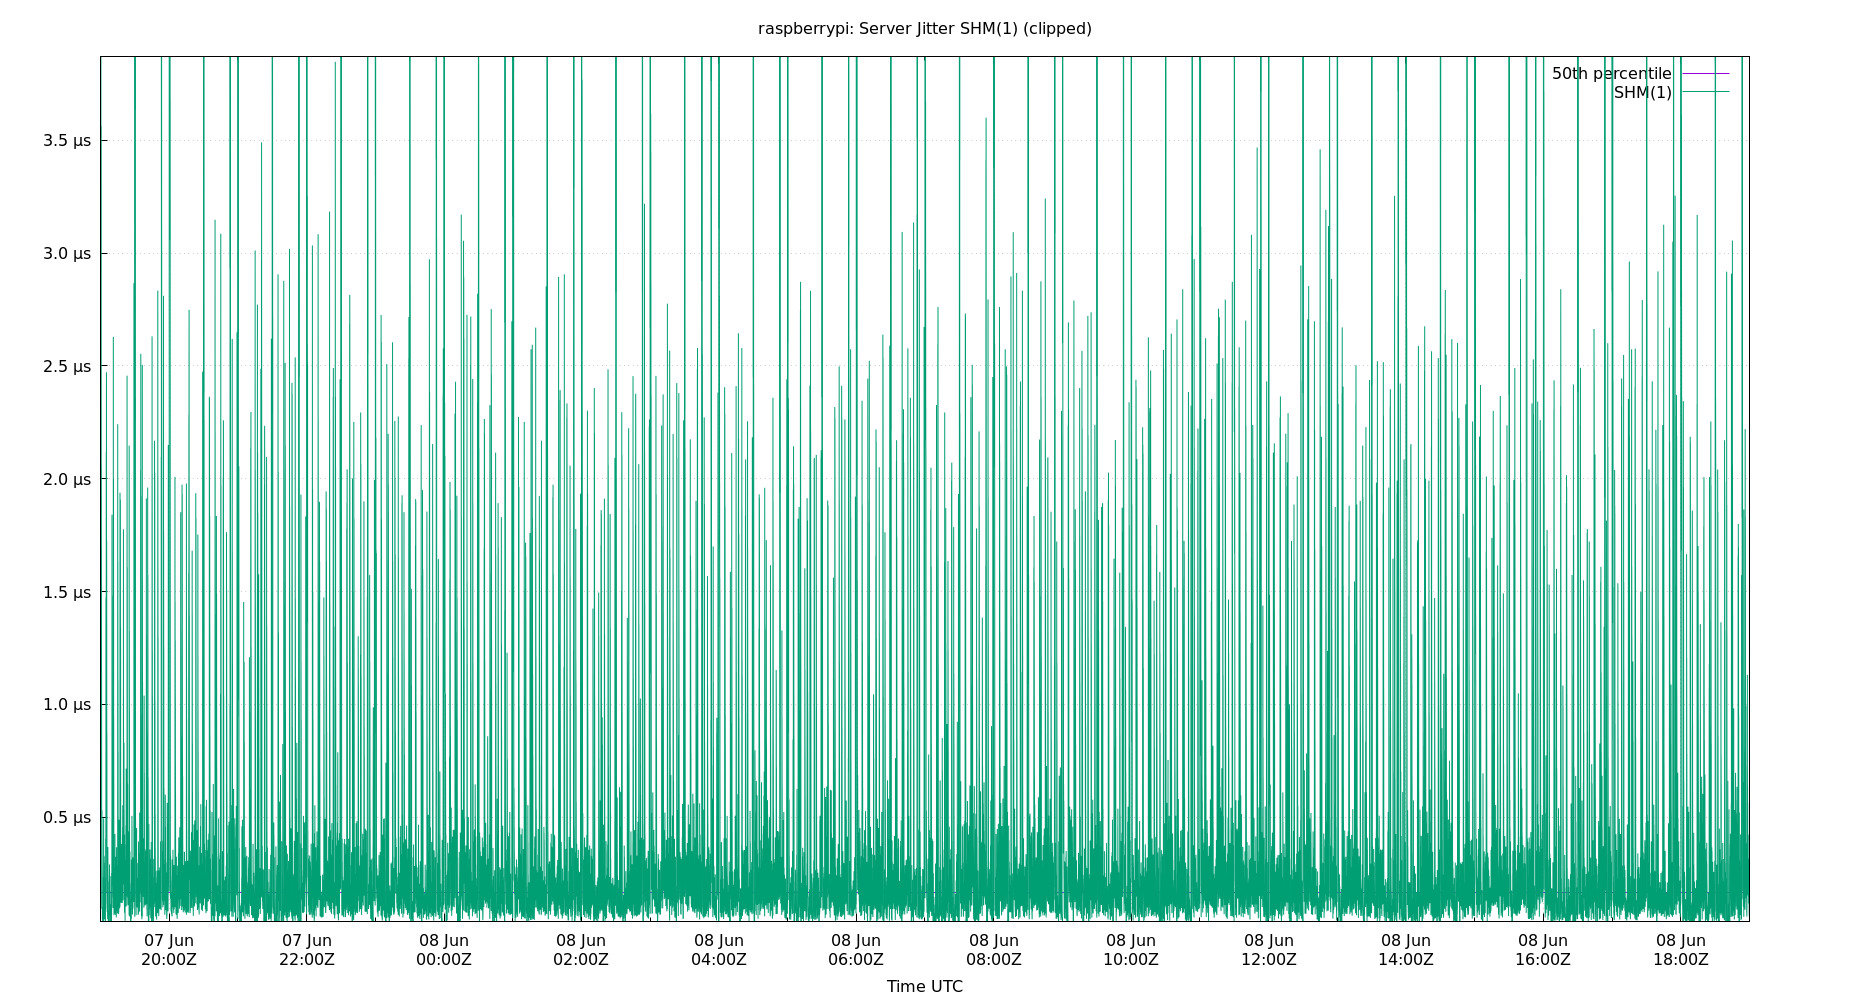 raspberrypi: Server Jitter SHM(1) (clipped)
50th percentile
SHM(1)
3.5 μs
3.0 μs
2.5 μs
2.0 μs
1.5 μs
1.0 μs
0.5 μs
07 Jun 07 Jun 08 Jun 08 Jun 08 Jun 08 Jun 08 Jun 08 Jun 08 Jun 08 Jun 08 Jun 08 Jun
20:00Z 22:00Z 00:00Z 02:00Z 04:00Z 06:00Z 08:00Z 10:00Z 12:00Z 14:00Z 16:00Z 18:00Z
Time UTC